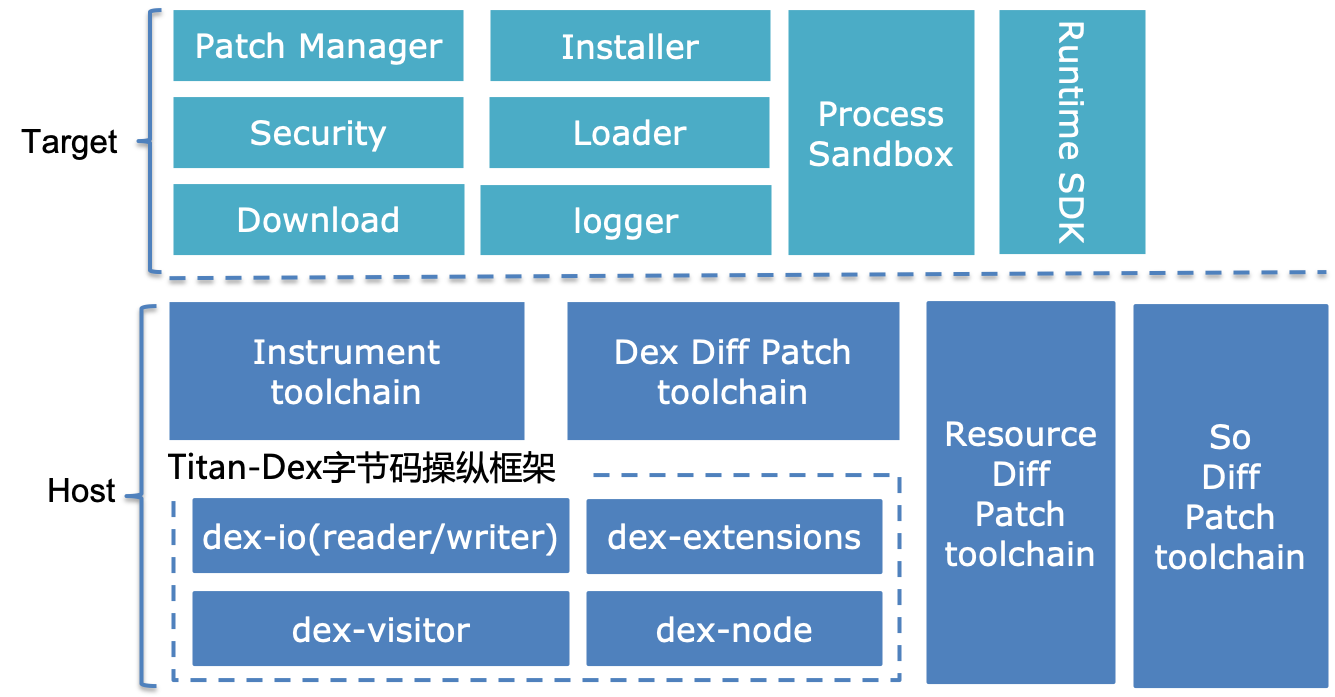 Target
Patch Manager
Installer
Security
Loader
Download
logger
Process
Sandbox
Runtime SDK
Host
Instrument
toolchain
Dex Diff Patch
toolchain
Titan-Dex字节码操纵框架
dex-io(reader/writer)
dex-extensions
dex-visitor
dex-node
Resource
Diff
Patch
toolchain
So
Diff
Patch
toolchain